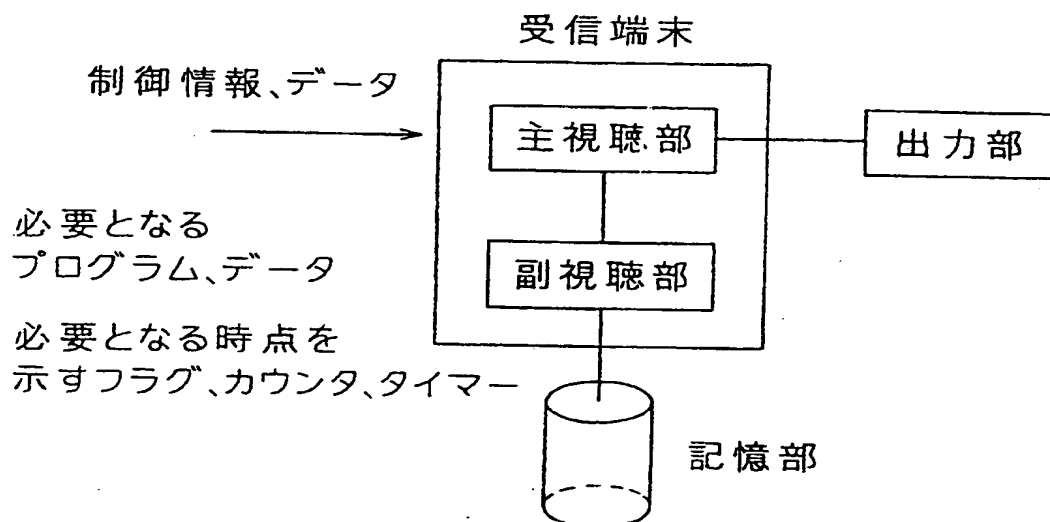 受信端末
制御情報、データ
主視聴部
出力部
必要となる
プログラム、データ
副視聴部
必要となる時点を
示すフラグ、カウンタ、タイマー
記憶部